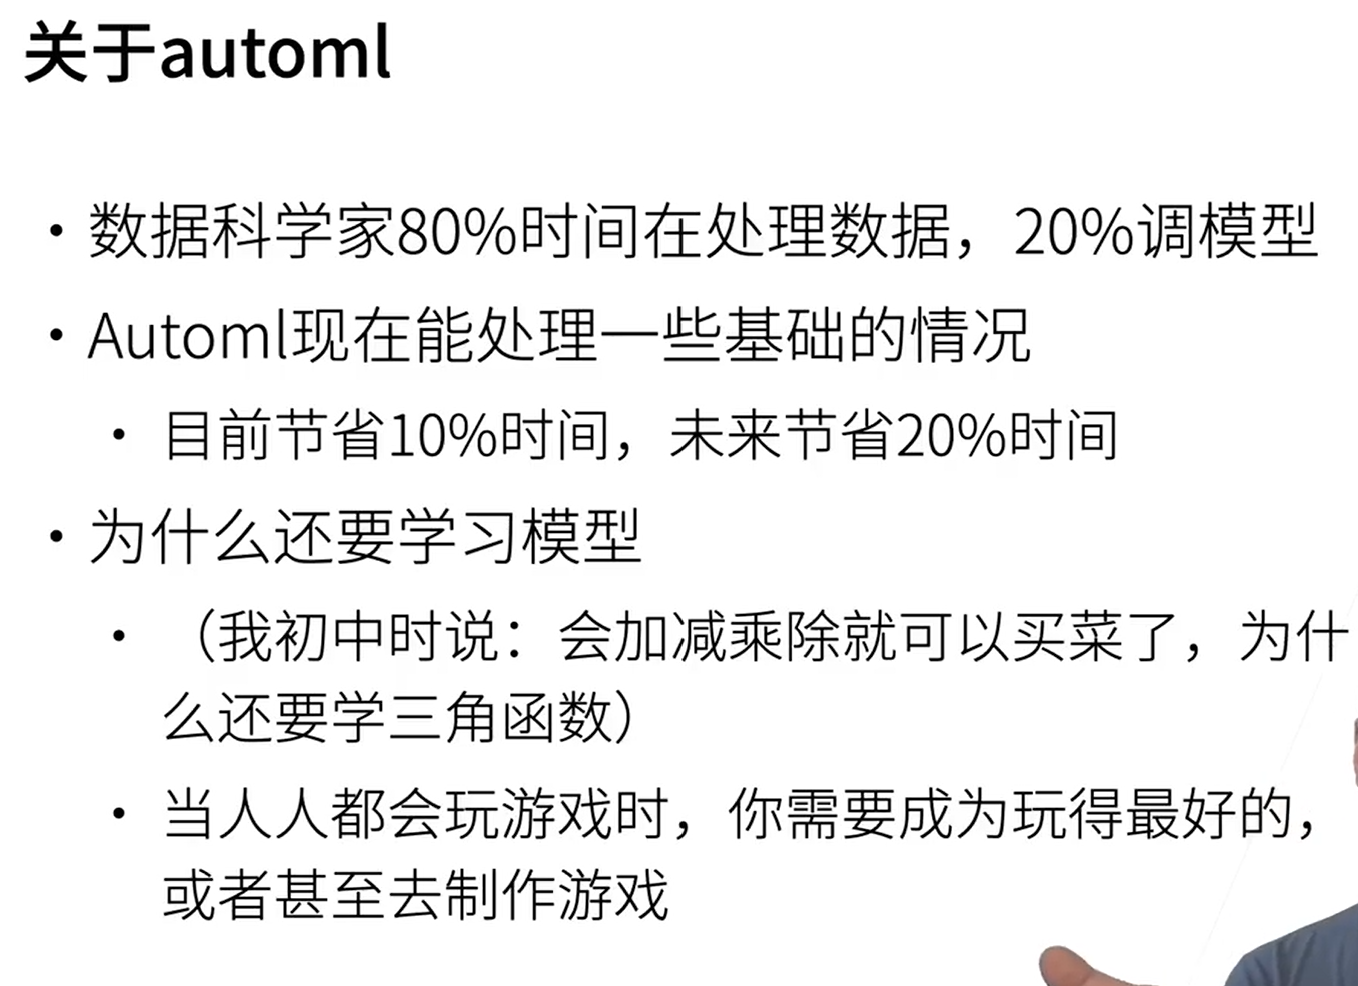 关于automl
• 数据科学家80%时间在处理数据，20%调模型
• Automl现在能处理一些基础的情况
• 目前节省10%时间，未来节省20%时间
• 为什么还要学习模型
• （我初中时说：会加减乘除就可以买菜了，为什
么还要学三角函数）
• 当人人都会玩游戏时，你需要成为玩得最好的，
或者甚至去制作游戏